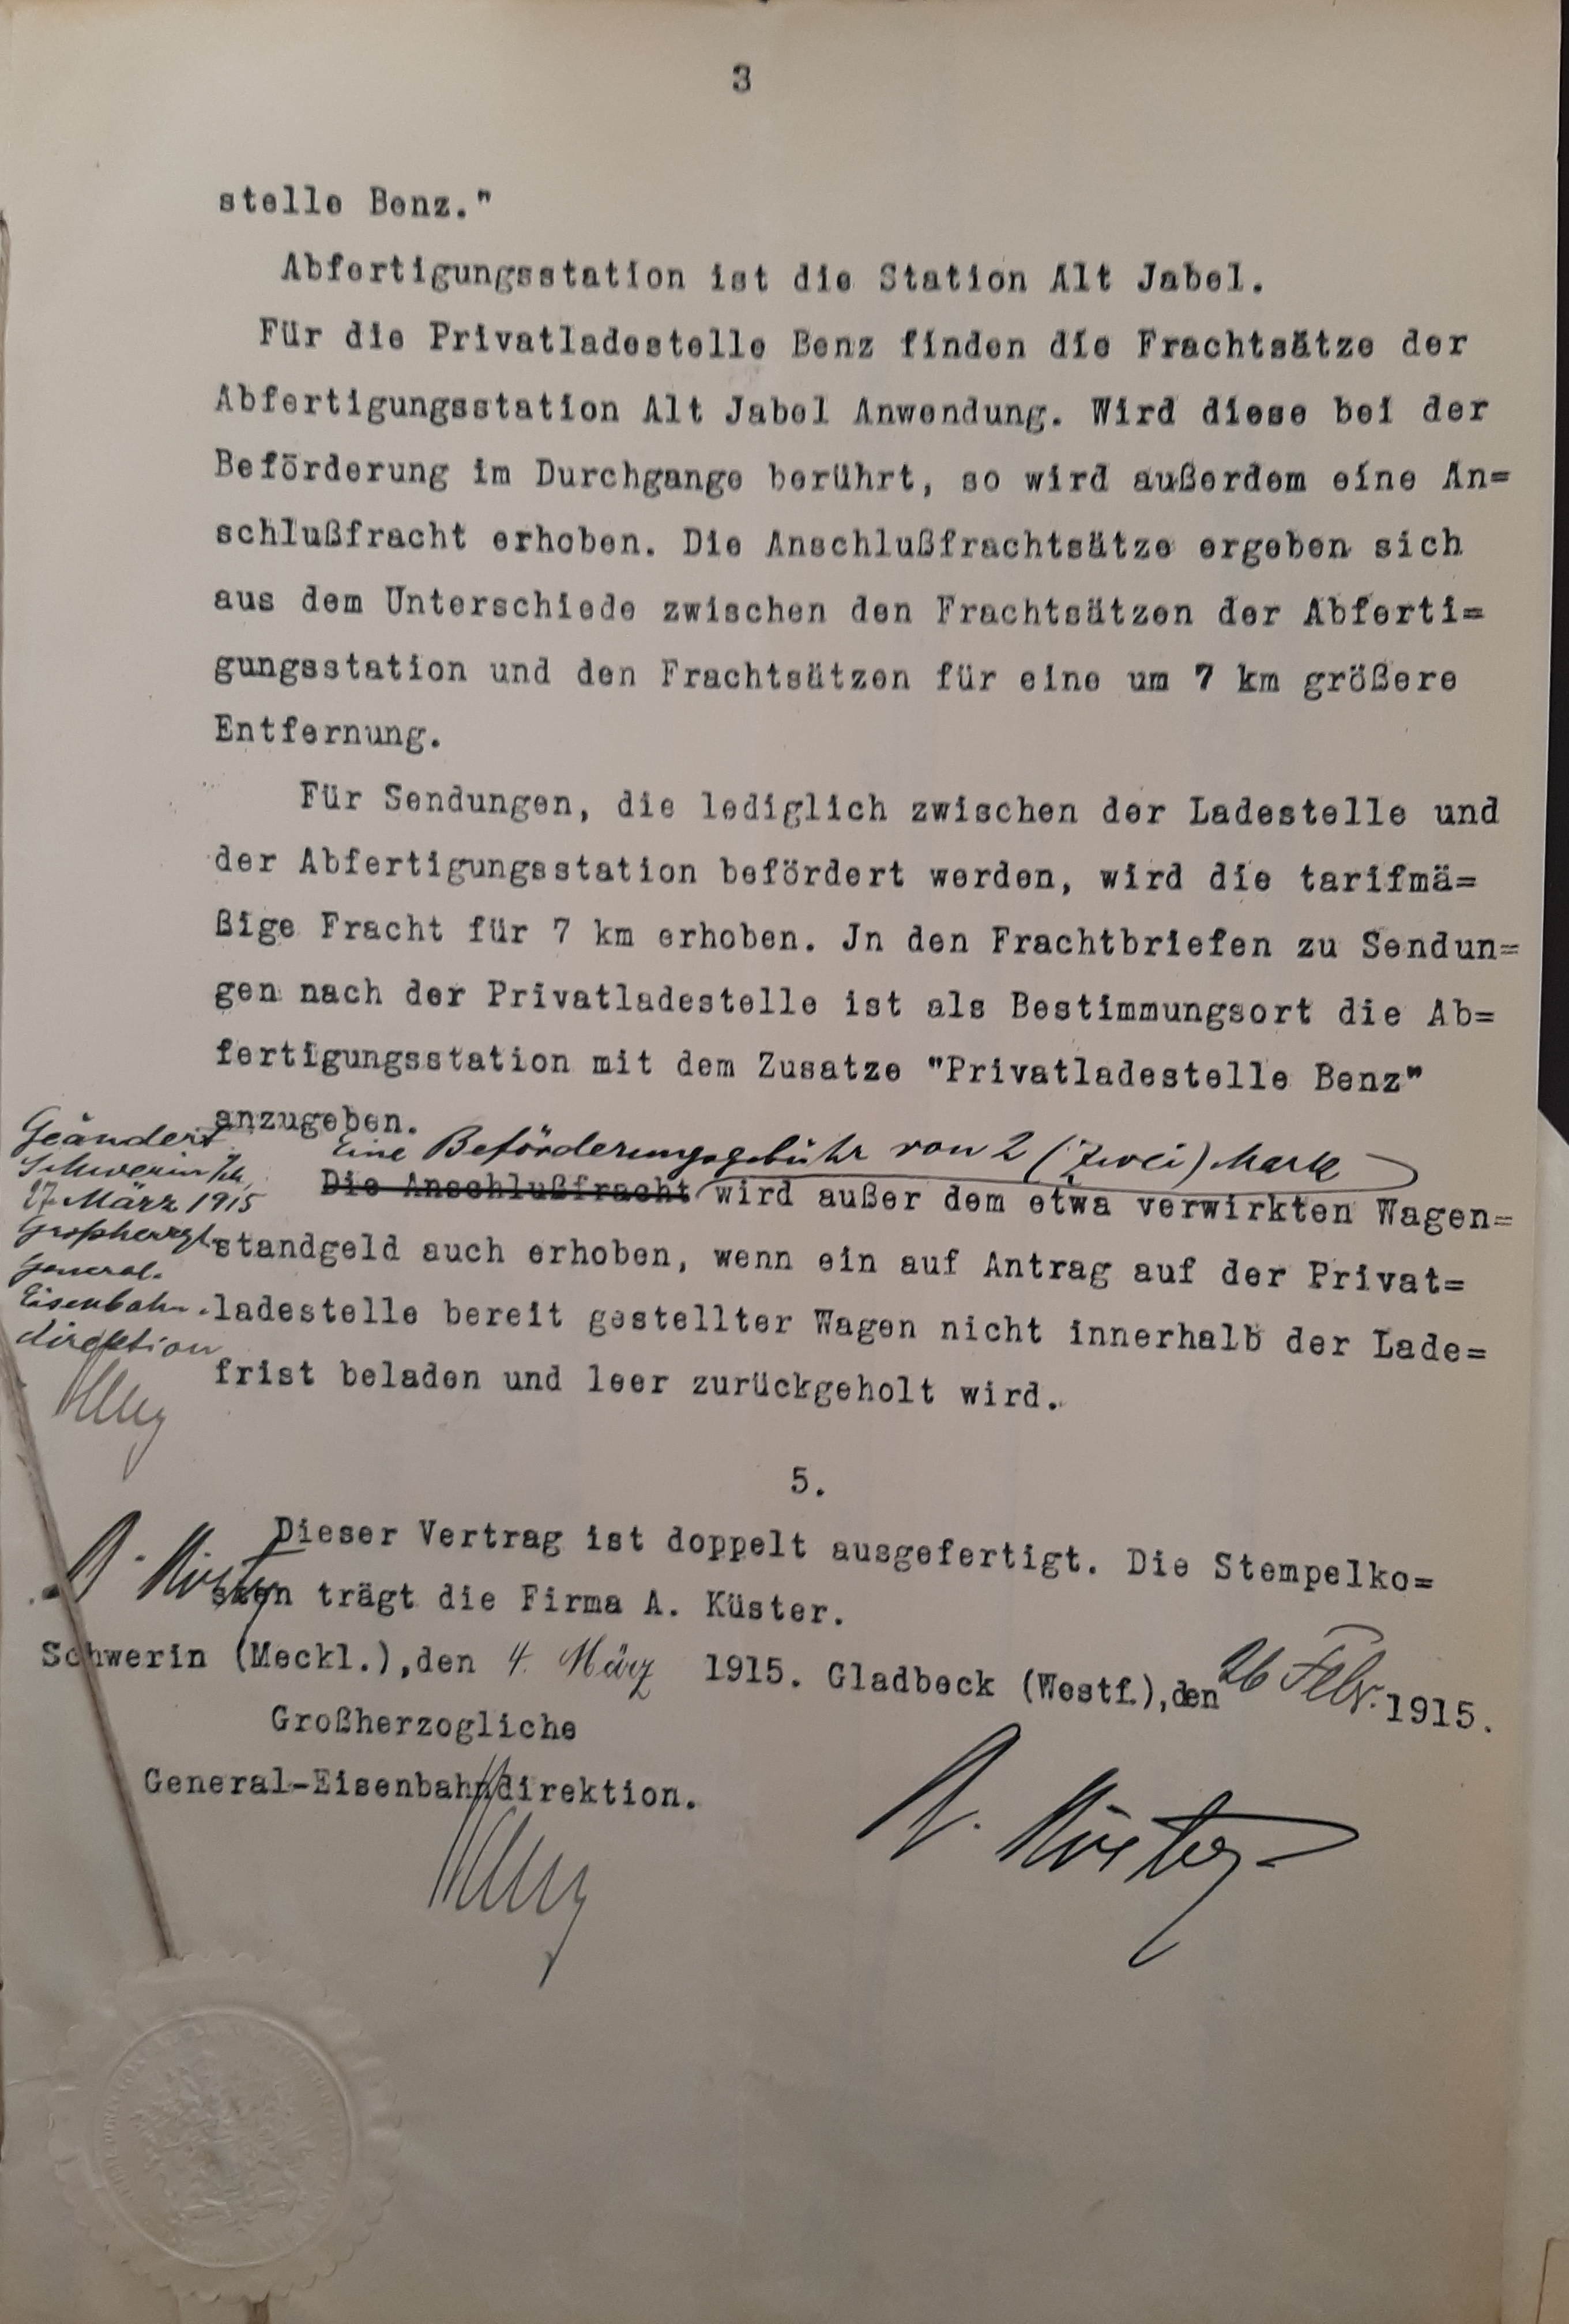 3
stelle Benz."
Abfertigungsstation ist die Station Alt Jabel.
Für die Privatladestelle Benz finden die Frachtsätze der
Abfertigungsstation Alt Jabel Anwendung. Wird diese bei der
Beförderung im Durchgange berührt, so wird außerdem eine An=
schlußfracht erhoben. Die Anschlußfrachtsätze ergeben sich
aus dem Unterschiede zwischen den Frachtsätzen der Abferti=
gungsstation und den Frachtsätzen für eine um 7 km größere
Entfernung.
Für Sendungen, die lediglich zwischen der Ladestelle und
der Abfertigungsstation befördert werden, wird die tarifmä=
ßige Fracht für 7 km erhoben. Jn den Frachtbriefen zu Sendun=
gen nach der Privatladestelle ist als Bestimmungsort die Ab=
fertigungsstation mit dem Zusatze "Privatladestelle Benz"
anzugeben.
Eine Beförderungsgebühr von 2 (Zwei) Mark
Die Anschlußfracht wird außer dem etwa verwirkten Wagen=
standgeld auch erhoben, wenn ein auf Antrag auf der Privat=
ladestelle bereit gestellter Wagen nicht innerhalb der Lade=
frist beladen und leer zurückgeholt wird.
Geändert
Schwerin
17. März 1915
Großherzgl.
General-
Eisenbahn-
direktion
5.
Dieser Vertrag ist doppelt ausgefertigt. Die Stempelko=
sten trägt die Firma A. Küster.
A. Küster
Schwerin (Meckl.),den 4. März 1915. Gladbeck (Westf.),den 26 Febr. 1915.
Großherzogliche
General-Eisenbahndirektion.
A. Küster